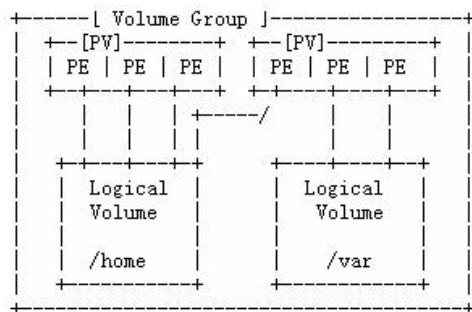 [ Volume Group ]
[PV] [PV]
PE | PE | PE | PE | PE | PE
Logical Logical
Volume Volume
/home /var